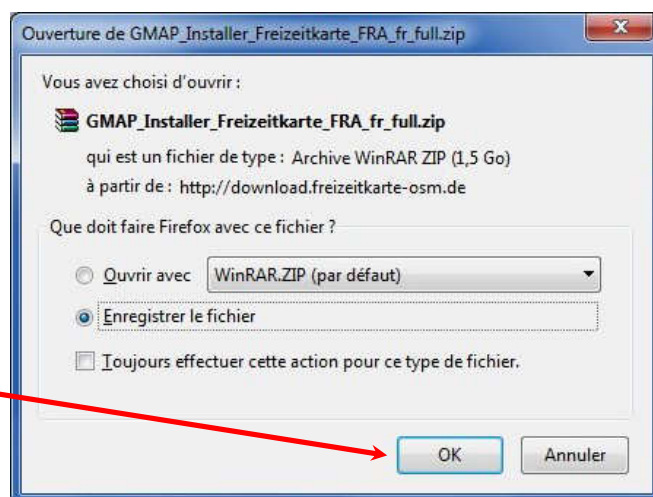 Ouverture de GMAP_Installer_Freizeitkarte_FRA_fr_full.zip
Vous avez choisi d'ouvrir :
GMAP_Installer_Freizeitkarte_FRA_fr_full.zip
qui est un fichier de type : Archive WinRAR ZIP (1,5 Go)
à partir de : http://download.freizeitkarte-osm.de
Que doit faire Firefox avec ce fichier ?
Ouvrir avec WinRAR.ZIP (par défaut)
Enregistrer le fichier
Toujours effectuer cette action pour ce type de fichier.
OK Annuler